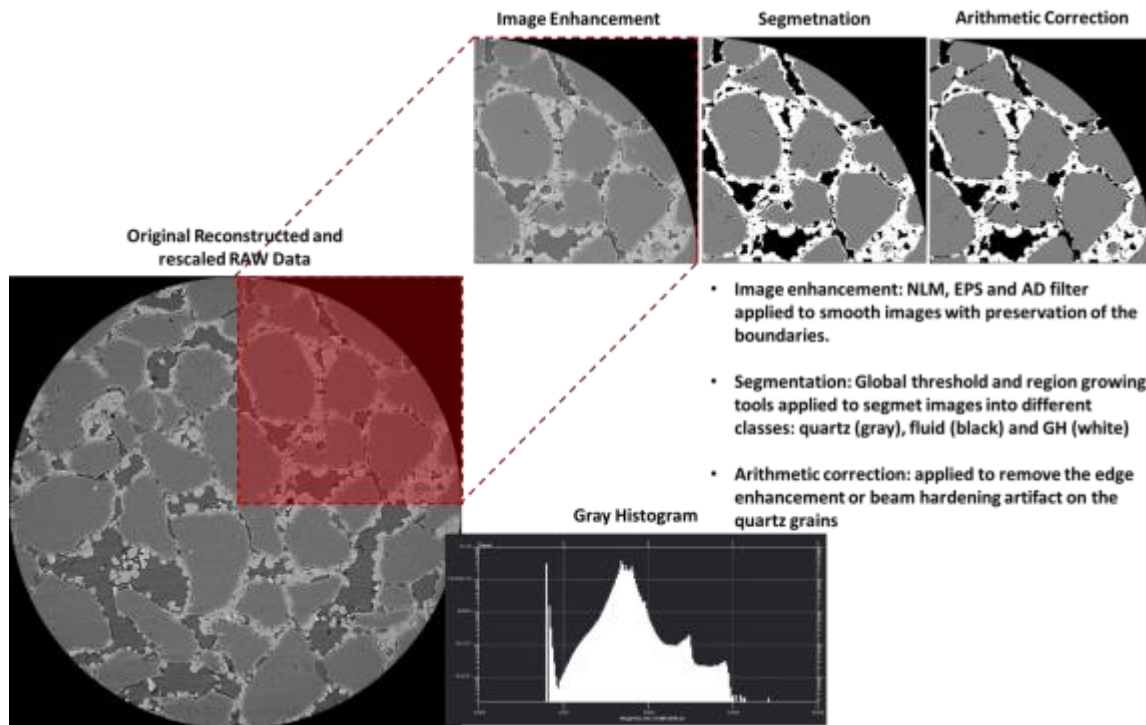 Image Enhancement
Segmetnation
Arithmetic Correction
Original Reconstructed and
rescaled RAW Data
• Image enhancement: NLM, EPS and AD filter
applied to smooth images with preservation of the
boundaries.
• Segmentation: Global threshold and region growing
tools applied to segmet images into different
classes: quartz (gray), fluid (black) and GH (white)
• Arithmetic correction: applied to remove the edge
enhancement or beam hardening artifact on the
quartz grains
Gray Histogram